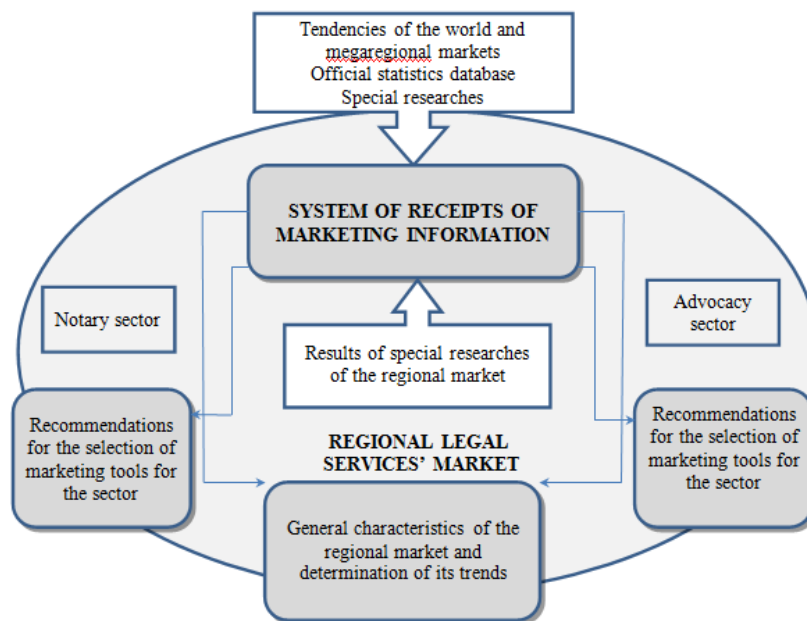 Tendencies of the world and
megaregional markets
Official statistics database
Special researches
SYSTEM OF RECEIPTS OF
MARKETING INFORMATION
Notary sector
Advocacy
sector
Results of special researches
of the regional market
Recommendations
for the selection of
marketing tools for
the sector
REGIONAL LEGAL
SERVICES’ MARKET
Recommendations
for the selection of
marketing tools for
the sector
General characteristics of the
regional market and
determination of its trends